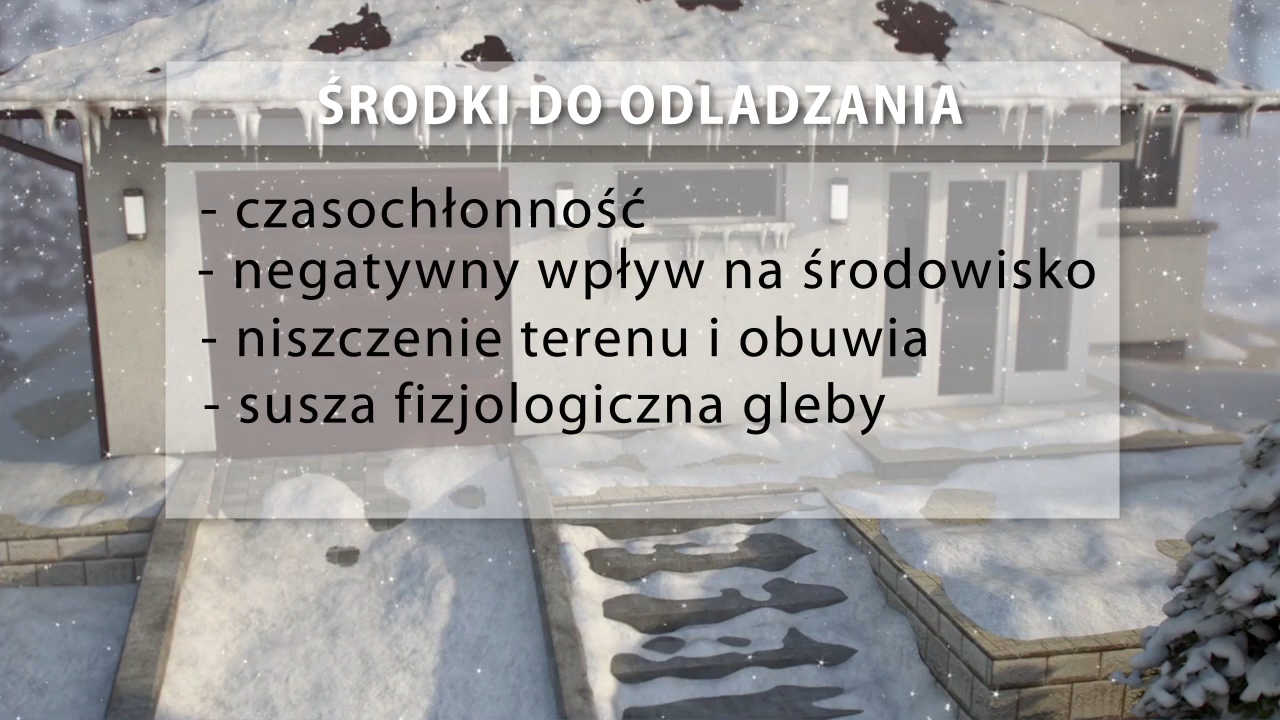 ŚRODKI DO ODLADZANIA
- czasochłonność
- negatywny wpływ na środowisko
- niszczenie terenu i obuwia
- susza fizjologiczna gleby